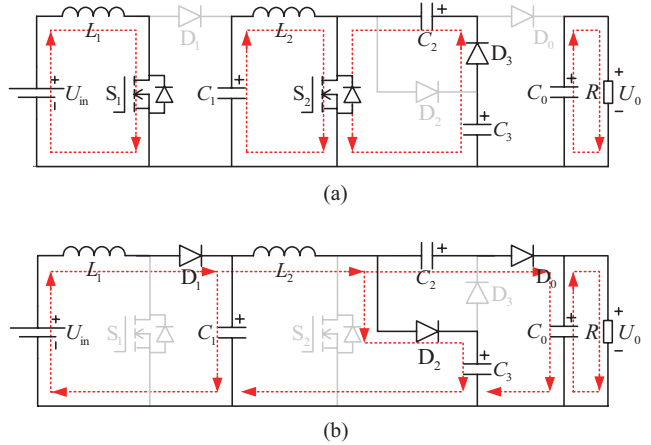 L1 D1 L2 C2 D0
D3
Uin S1 C1 S2 D2 C0 R U0
C3
(a)
L1 D1 L2 C2 D0
D3
Uin S1 C1 S2 C0 R U0
D2 C3
(b)